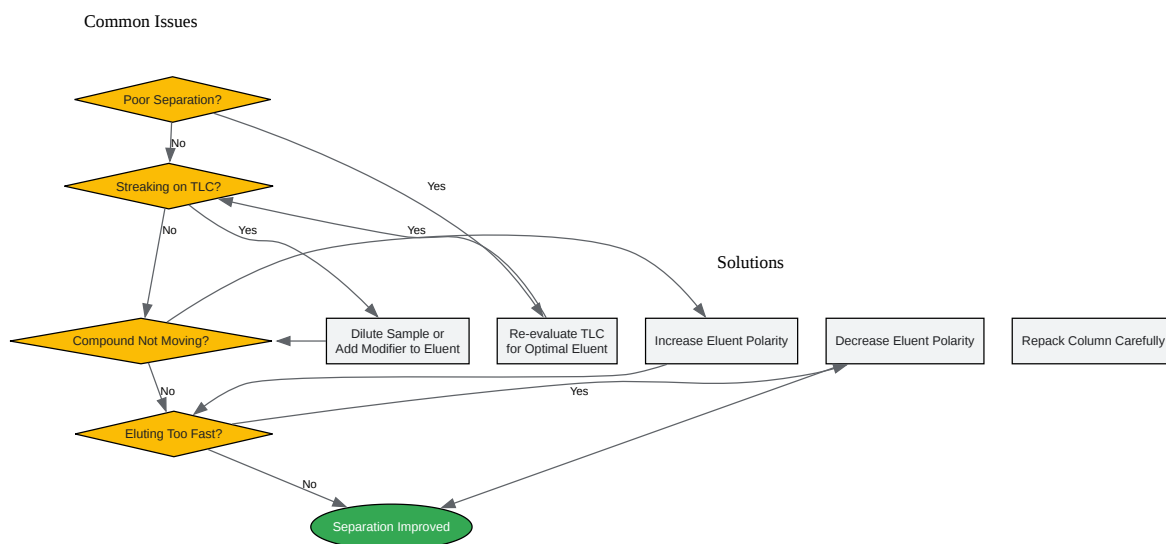 Common Issues
Poor Separation?
No
Streaking on TLC?
Yes
No
Yes
Yes
Solutions
Compound Not Moving?
Dilute Sample or
Add Modifier to Eluent
Re-evaluate TLC
for Optimal Eluent
Increase Eluent Polarity
Decrease Eluent Polarity
Repack Column Carefully
No
Yes
Eluting Too Fast?
No
Separation Improved